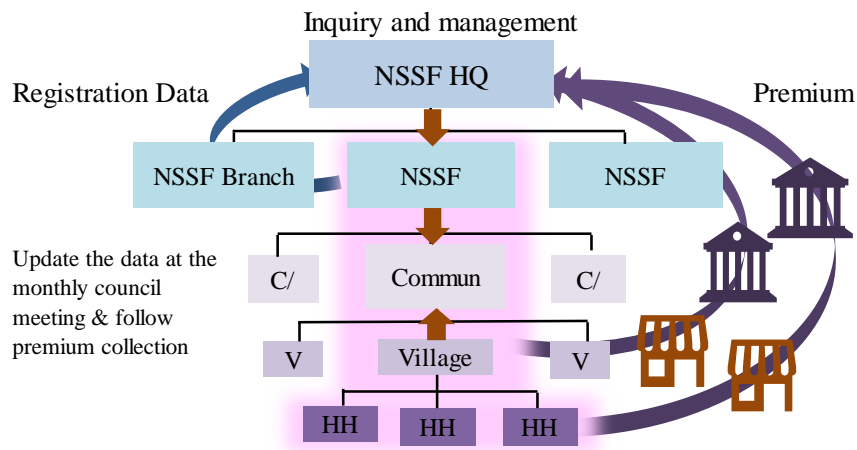 Inquiry and management
NSSF HQ
Registration Data
Premium
NSSF Branch
NSSF
NSSF
Update the data at the
monthly council
meeting & follow
premium collection
C/
Commun
C/
V
Village
V
HH
HH
HH